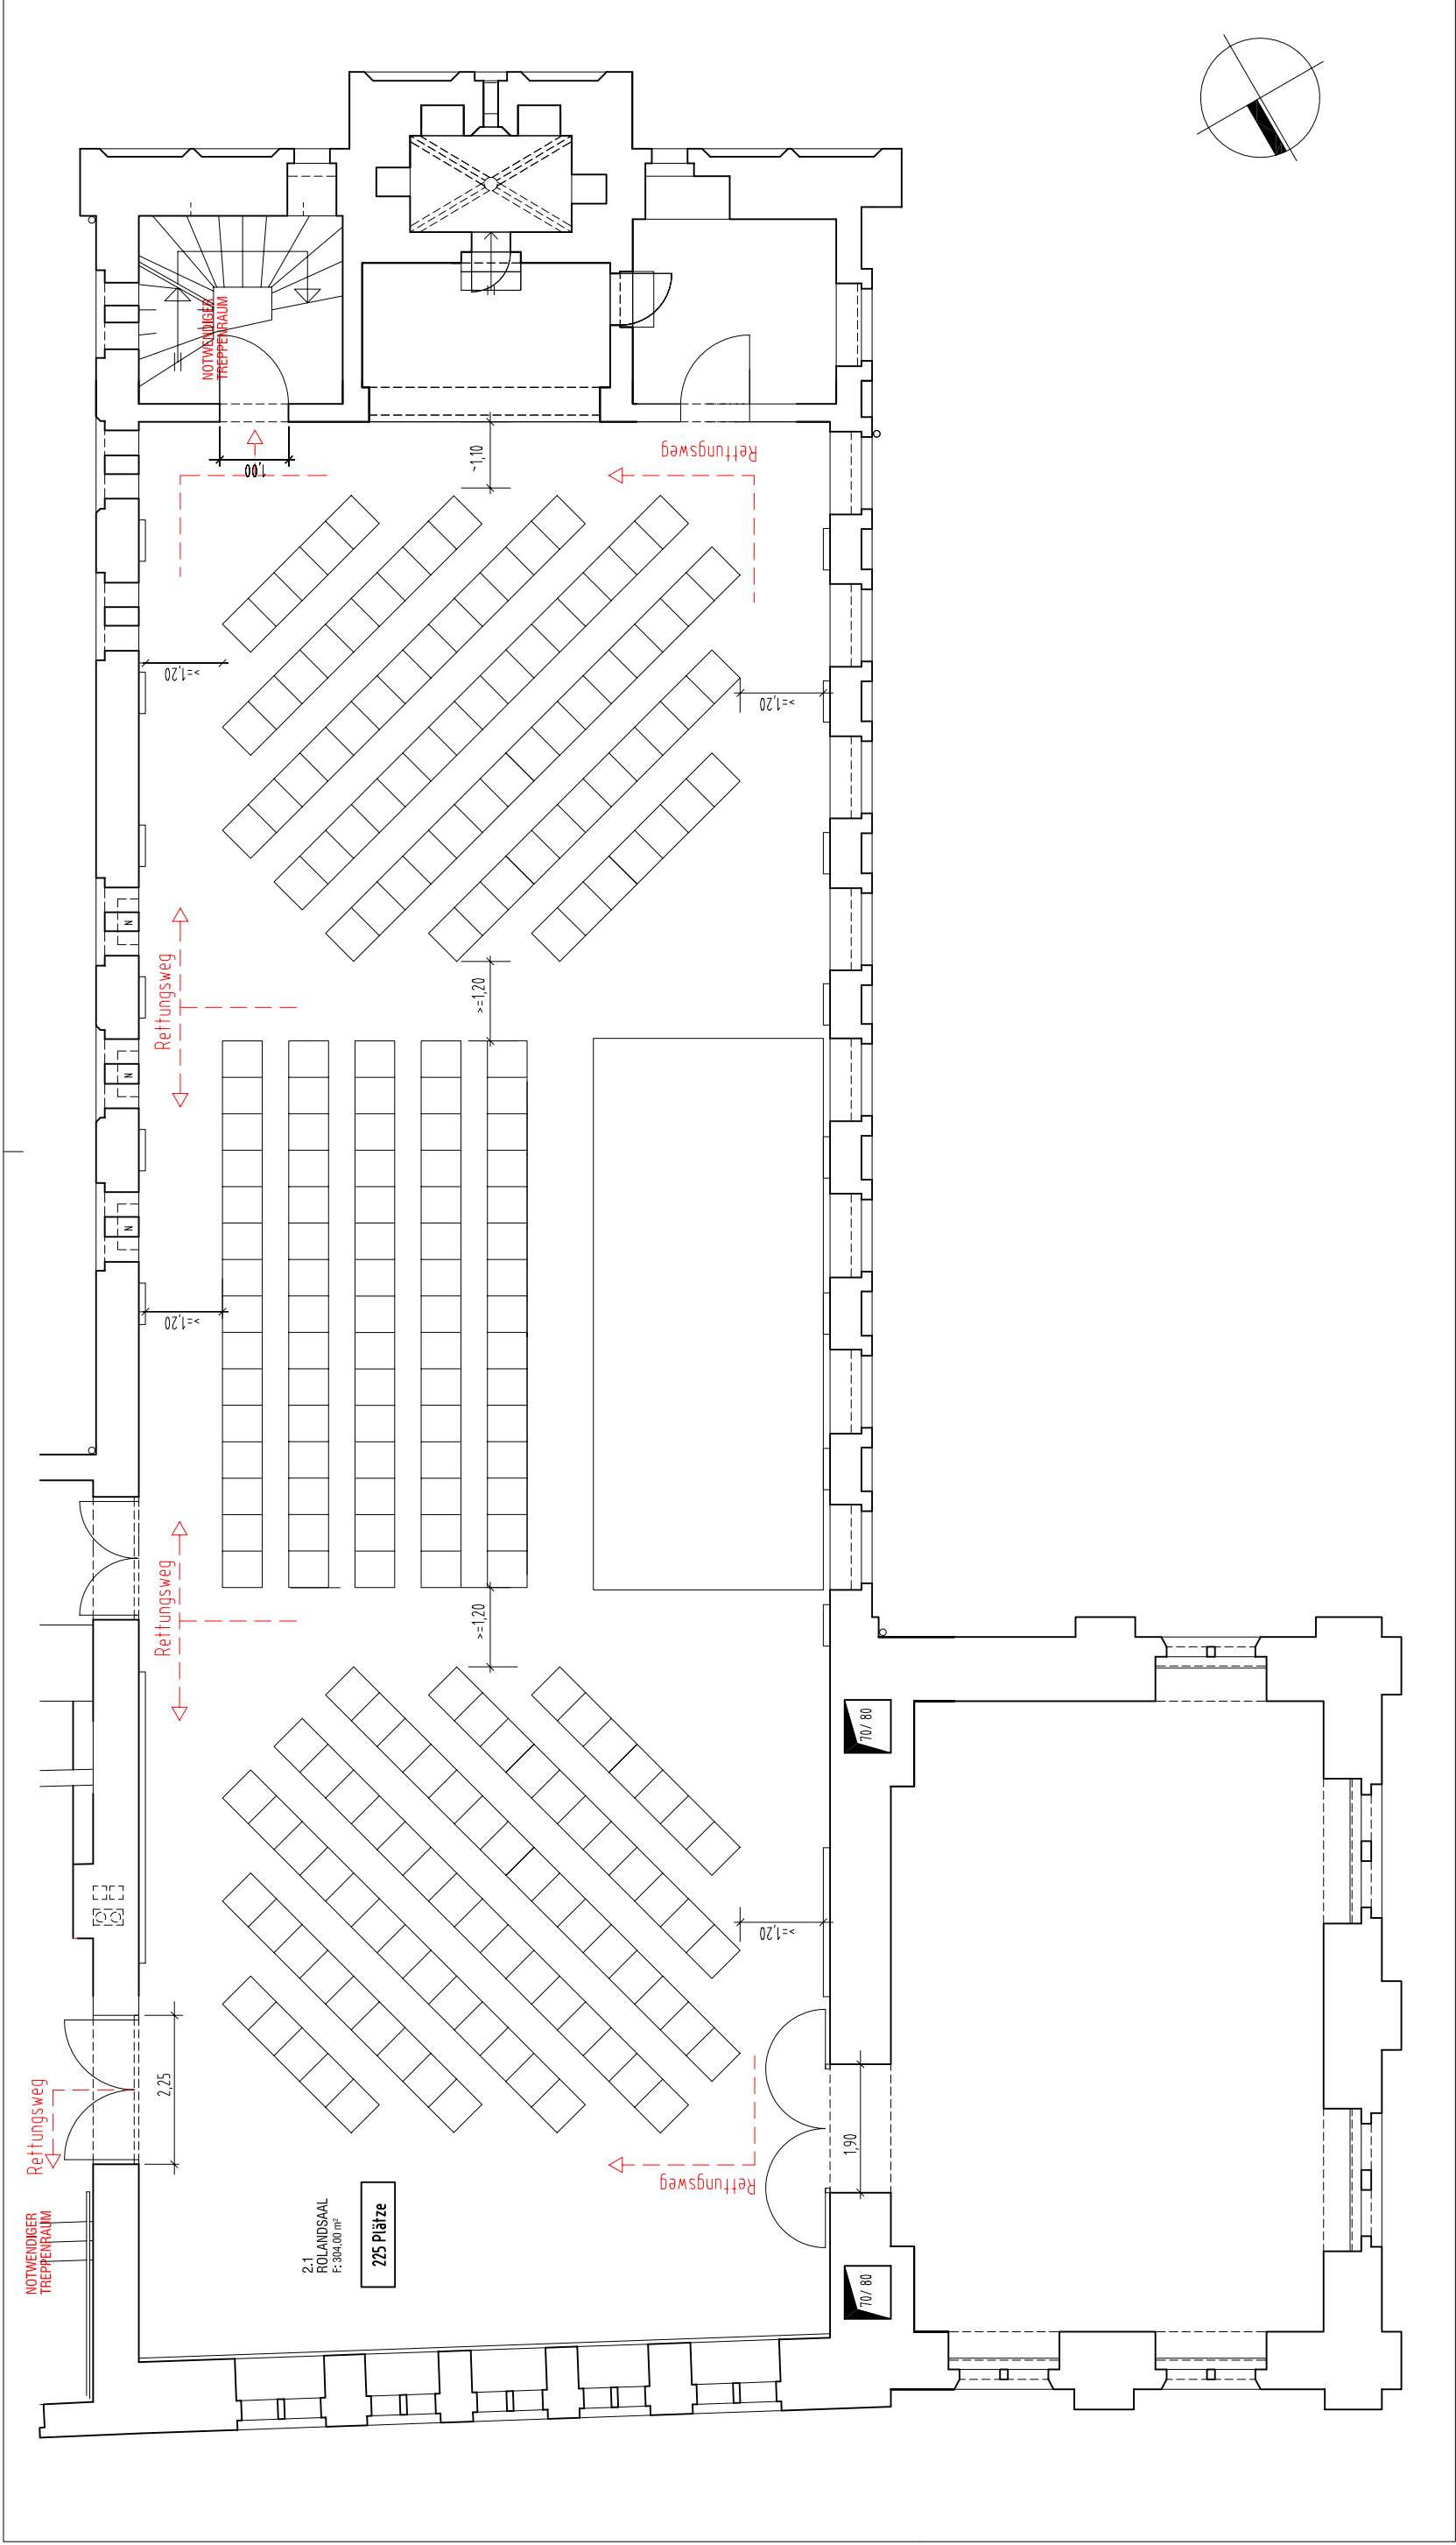 NOTWENDIGER
TREPPENRAUM
1,00
~1,10
Rettungsweg
>=1,20
>=1,20
N
Rettungsweg
>=1,20
N
N
>=1,20
Rettungsweg
>=1,20
70/ 80
>=1,20
2,25
Rettungsweg
1,90
Rettungsweg
NOTWENDIGER
TREPPENRAUM
2.1
ROLANDSAAL
F: 304.00 m²
225 Plätze
70/ 80